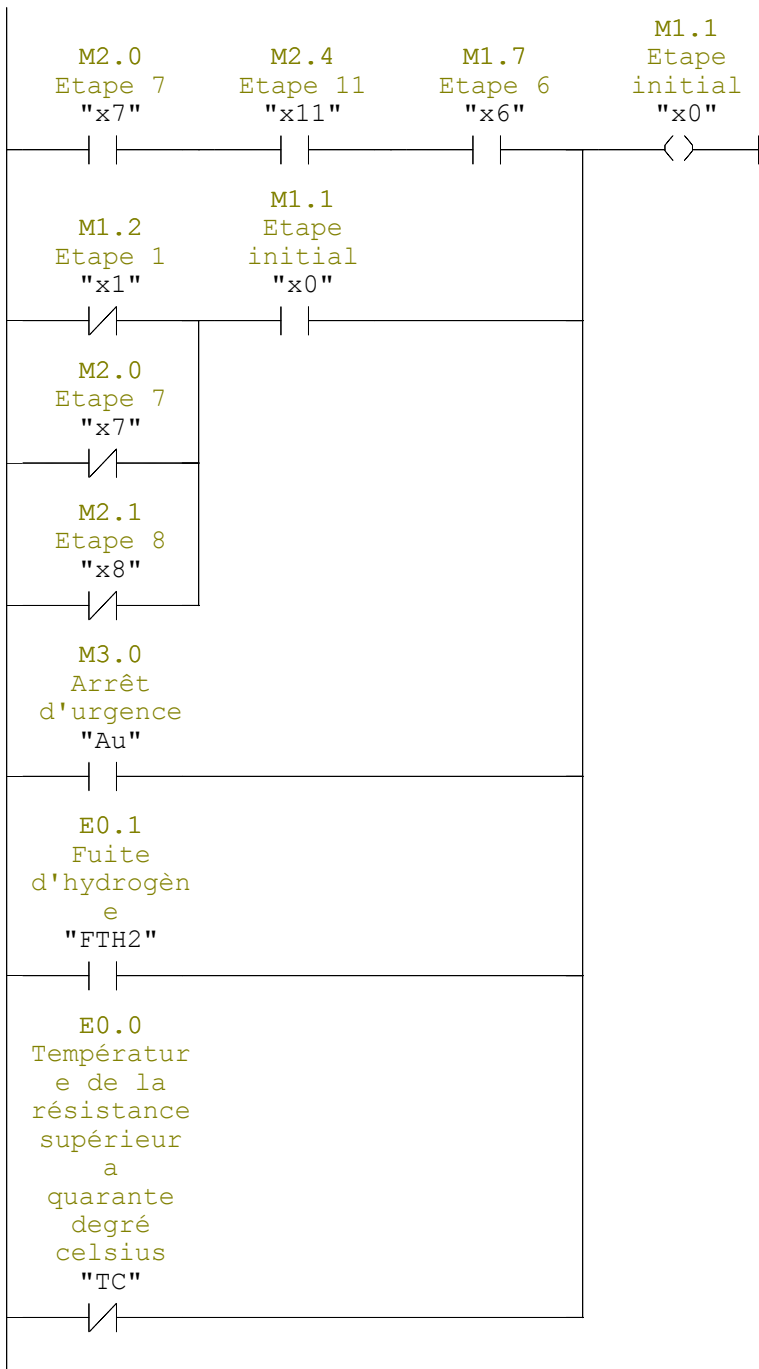 M2.0
Etape 7
"x7"
M2.4
Etape 11
"x11"
M1.7
Etape 6
"x6"
M1.1
Etape
initial
"x0"
M1.2
Etape 1
"x1"
M1.1
Etape
initial
"x0"
M2.0
Etape 7
"x7"
M2.1
Etape 8
"x8"
M3.0
Arrêt
d'urgence
"Au"
E0.1
Fuite
d'hydrogèn
e
"FTH2"
E0.0
Températur
e de la
résistance
supérieur
a
quarante
degré
celsius
"TC"